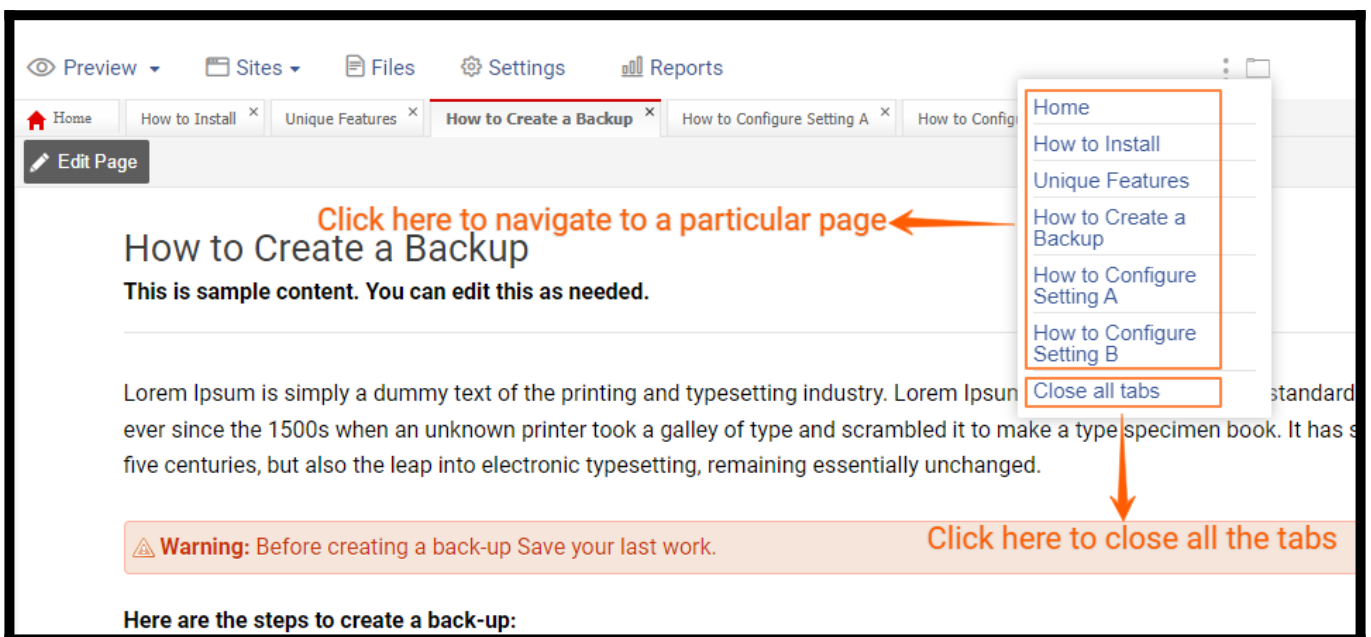 Preview Sites Files Settings Reports
Home How to Install Unique Features How to Create a Backup How to Configure Setting A How to Config
Edit Page
Home
How to Install
Unique Features
How to Create a
Backup
How to Configure
Setting A
How to Configure
Setting B
Close all tabs
Click here to navigate to a particular page
How to Create a Backup
This is sample content. You can edit this as needed.
Lorem Ipsum is simply a dummy text of the printing and typesetting industry. Lorem Ipsum standard
ever since the 1500s when an unknown printer took a galley of type and scrambled it to make a type specimen book. It has s
five centuries, but also the leap into electronic typesetting, remaining essentially unchanged.
Warning: Before creating a back-up Save your last work.
Click here to close all the tabs
Here are the steps to create a back-up: